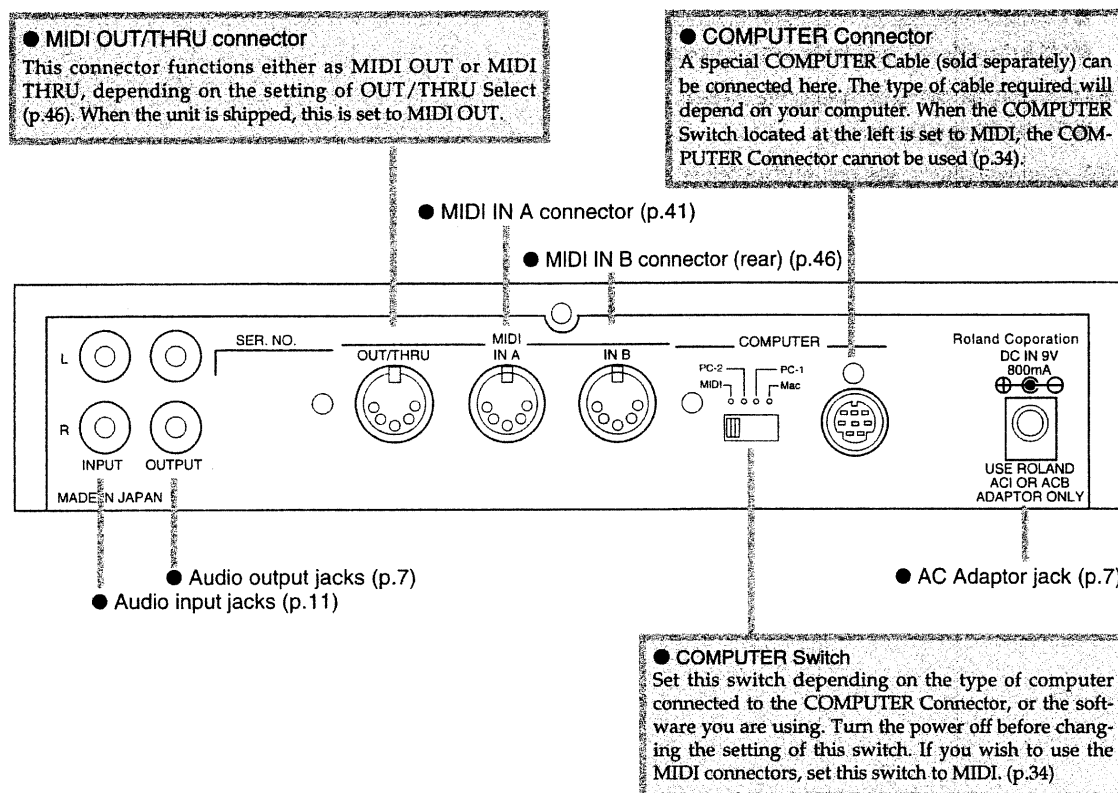 ● MIDI OUT/THRU connector
This connector functions either as MIDI OUT or MIDI
THRU, depending on the setting of OUT/THRU Select
(p.46). When the unit is shipped, this is set to MIDI OUT.
● COMPUTER Connector
A special COMPUTER Cable (sold separately) can
be connected here. The type of cable required will
depend on your computer. When the COMPUTER
Switch located at the left is set to MIDI, the COM-
PUTER Connector cannot be used (p.34).
● MIDI IN A connector (p.41)
● MIDI IN B connector (rear) (p.46)
L
R
INPUT
OUTPUT
MADE IN JAPAN
SER. NO.
MIDI
OUT/THRU
IN A
IN B
COMPUTER
PC-2
PC-1
MIDI
Mac
Roland Coporation
DC IN 9V
800mA
USE ROLAND
ACI OR ACB
ADAPTOR ONLY
● Audio output jacks (p.7)
● Audio input jacks (p.11)
● AC Adaptor jack (p.7)
● COMPUTER Switch
Set this switch depending on the type of computer
connected to the COMPUTER Connector, or the soft-
ware you are using. Turn the power off before chang-
ing the setting of this switch. If you wish to use the
MIDI connectors, set this switch to MIDI. (p.34)